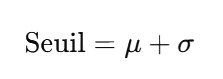 Seuil = μ + σ